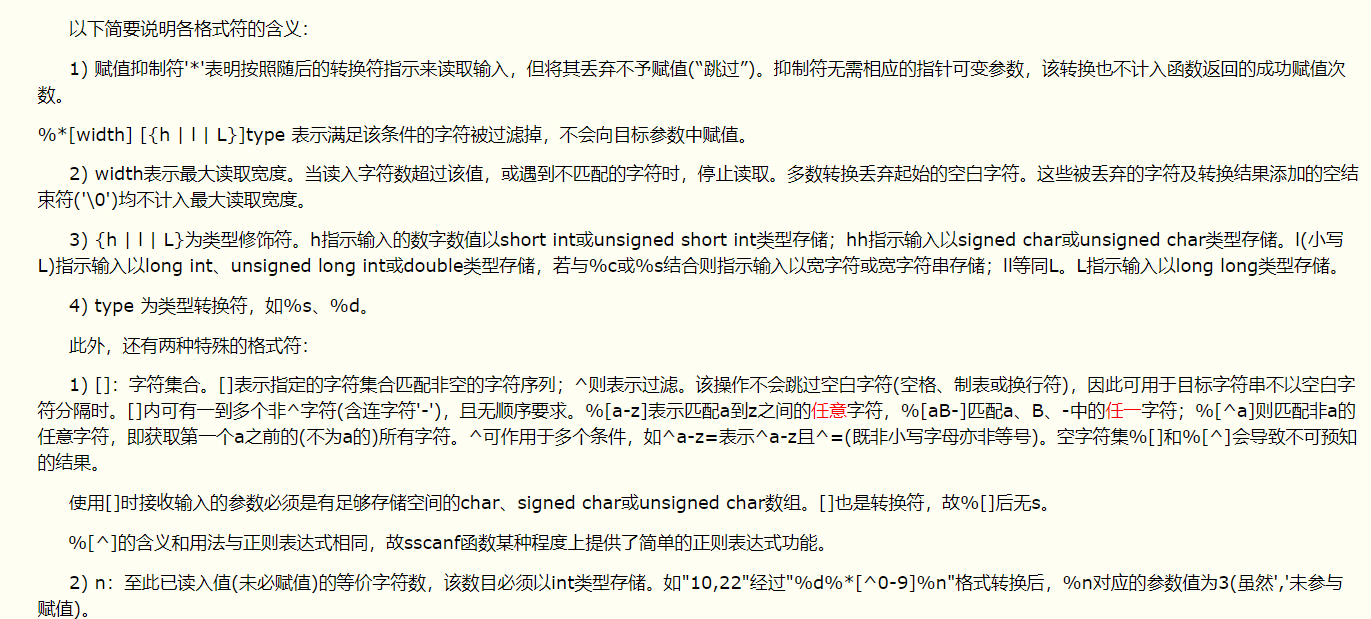 以下简要说明各格式符的含义：
1) 赋值抑制符'*'表明按照随后的转换符指示来读取输入，但将其丢弃不予赋值(“跳过”)。抑制符无需相应的指针可变参数，该转换也不计入函数返回的成功赋值次
数。
%*[width] [{h | l | L}]type 表示满足该条件的字符被过滤掉，不会向目标参数中赋值。
2) width表示最大读取宽度。当读入字符数超过该值，或遇到不匹配的字符时，停止读取。多数转换丢弃起始的空白字符。这些被丢弃的字符及转换结果添加的空结
束符('\0')均不计入最大读取宽度。
3) {h | l | L}为类型修饰符。h指示输入的数字数值以short int或unsigned short int类型存储；hh指示输入以signed char或unsigned char类型存储。l(小写
L)指示输入以long int、unsigned long int或double类型存储，若与%c或%s结合则指示输入以宽字符或宽字符串存储；ll等同L。L指示输入以long long类型存储。
4) type 为类型转换符，如%s、%d。
此外，还有两种特殊的格式符：
1) []：字符集合。[]表示指定的字符集合匹配非空的字符序列；^则表示过滤。该操作不会跳过空白字符(空格、制表或换行符)，因此可用于目标字符串不以空白字
符分隔时。[]内可有一到多个非^字符(含连字符'-')，且无顺序要求。%[a-z]表示匹配a到z之间的任意字符，%[aB-]匹配a、B、-中的任一字符；%[^a]则匹配非a的
任意字符，即获取第一个a之前的(不为a的)所有字符。^可作用于多个条件，如^a-z=表示^a-z且^=(既非小写字母亦非等号)。空字符集%[]和%[^]会导致不可预知
的结果。
使用[]时接收输入的参数必须是有足够存储空间的char、signed char或unsigned char数组。[]也是转换符，故%[]后无s。
%[^]的含义和用法与正则表达式相同，故sscanf函数某种程度上提供了简单的正则表达式功能。
2) n：至此已读入值(未必赋值)的等价字符数，该数目必须以int类型存储。如"10,22"经过"%d%*[^0-9]%n"格式转换后，%n对应的参数值为3(虽然','未参与
赋值)。